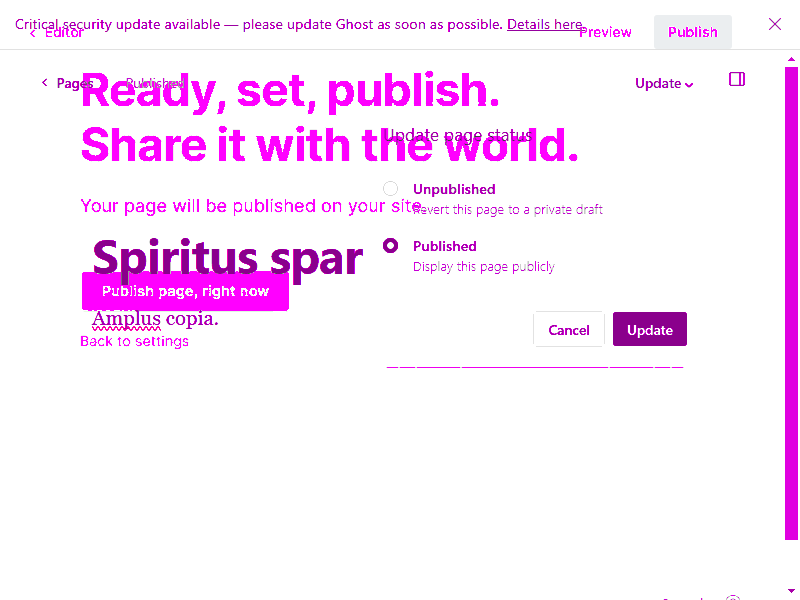 Critical security update available — please update Ghost as soon as possible. Details here.
Editor
Preview
Publish
Pages
Published
Update
Ready, set, publish.
Share it with the world.
Update page status
Your page will be published on your site.
Unpublished
Revert this page to a private draft
Spiritus spar
Published
Display this page publicly
Publish page, right now
Amplus copia.
Cancel
Update
Back to settings